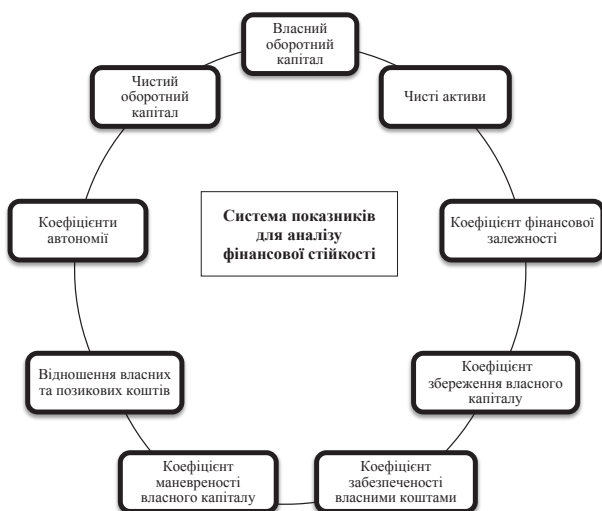 Власний
оборотний
капітал
Чисті активи
Коефіцієнт фінансової
залежності
Коефіцієнт
збереження власного
капіталу
Коефіцієнт
забезпеченості
власними коштами
Коефіцієнт
маневреності
власного капіталу
Відношення власних
та позикових коштів
Коефіцієнти
автономії
Чистий
оборотний
капітал
Система показників
для аналізу
фінансової стійкості